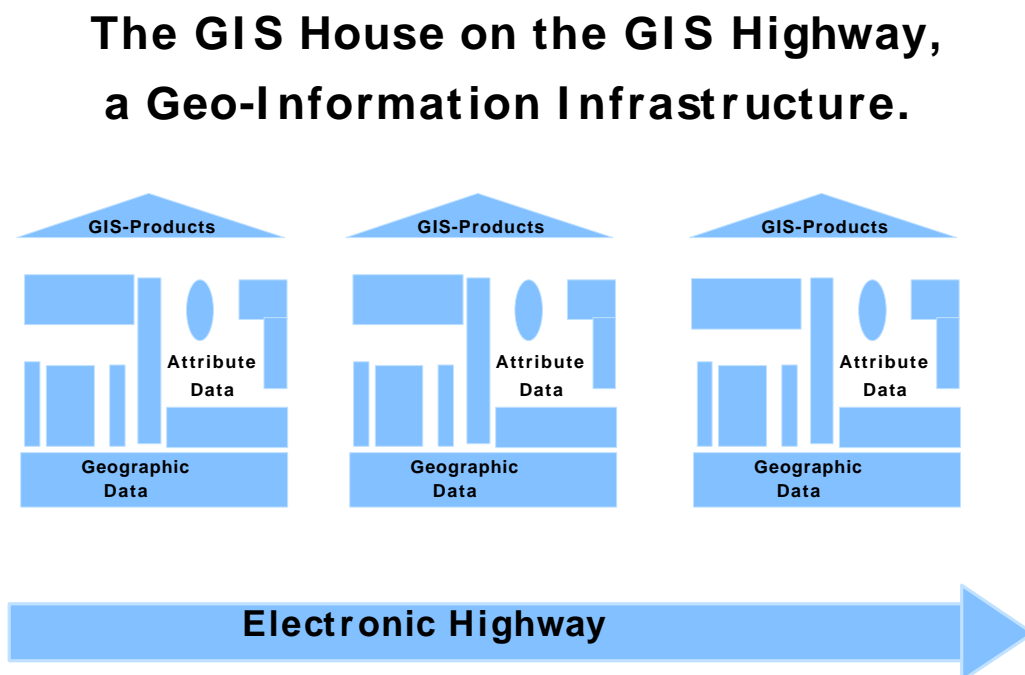 The GIS House on the GIS Highway,
a Geo-Information Infrastructure.
GIS-Products
GIS-Products
GIS-Products
Attribute
Data
Attribute
Data
Attribute
Data
Geographic
Data
Geographic
Data
Geographic
Data
Electronic Highway